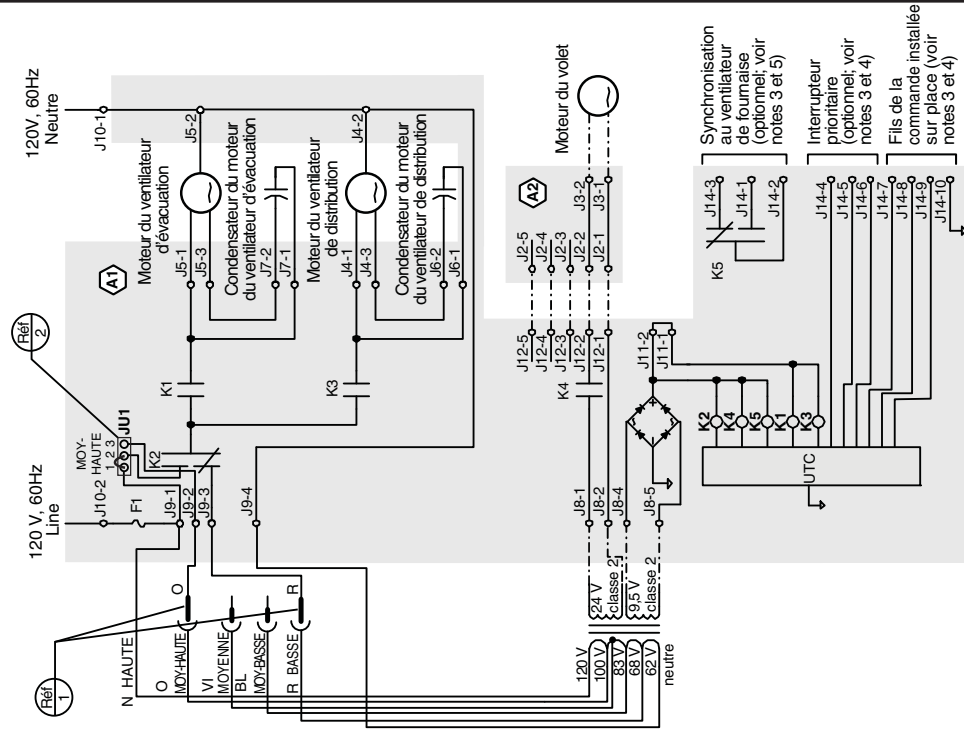 120V, 60Hz
Neutre
J10-1
120 V, 60Hz
Line
J10-2
F1
A1
Réf
2
MOY-
HAUTE
1 2 3
JU1
K2
J9-1
J9-2
J9-3
J9-4
K1
K3
Moteur du ventilateur
d'évacuation
J5-1
J5-3
J5-2
Condensateur du moteur
du ventilateur d'évacuation
J7-2
J7-1
Moteur du ventilateur
de distribution
J4-1
J4-3
J4-2
Condensateur du moteur
du ventilateur de distribution
J6-2
J6-1
Réf
1
N HAUTE
O
MOY-HAUTE
O
VI
MOYENNE
BL
MOY-BASSE
R BASSE
R
120 V
100 V
83 V
68 V
62 V
neutre
24 V
classe 2
9,5 V
classe 2
J8-1
J8-2
J8-4
J8-5
K4
J12-5
J12-4
J12-3
J12-2
J12-1
A2
J2-5
J2-4
J2-3
J2-2
J2-1
J3-2
J3-1
Moteur du volet
J11-2
J11-1
K2
K4
K5
K1
K3
UTC
K5
J14-3
J14-1
J14-2
J14-4
J14-5
J14-6
J14-7
J14-8
J14-9
J14-10
Synchronisation
au ventilateur
de fournaise
(optionnel; voir
notes 3 et 5)
Interrupteur
prioritaire
(optionnel; voir
notes 3 et 4)
Fils de la
commande installée
sur place (voir
notes 3 et 4)